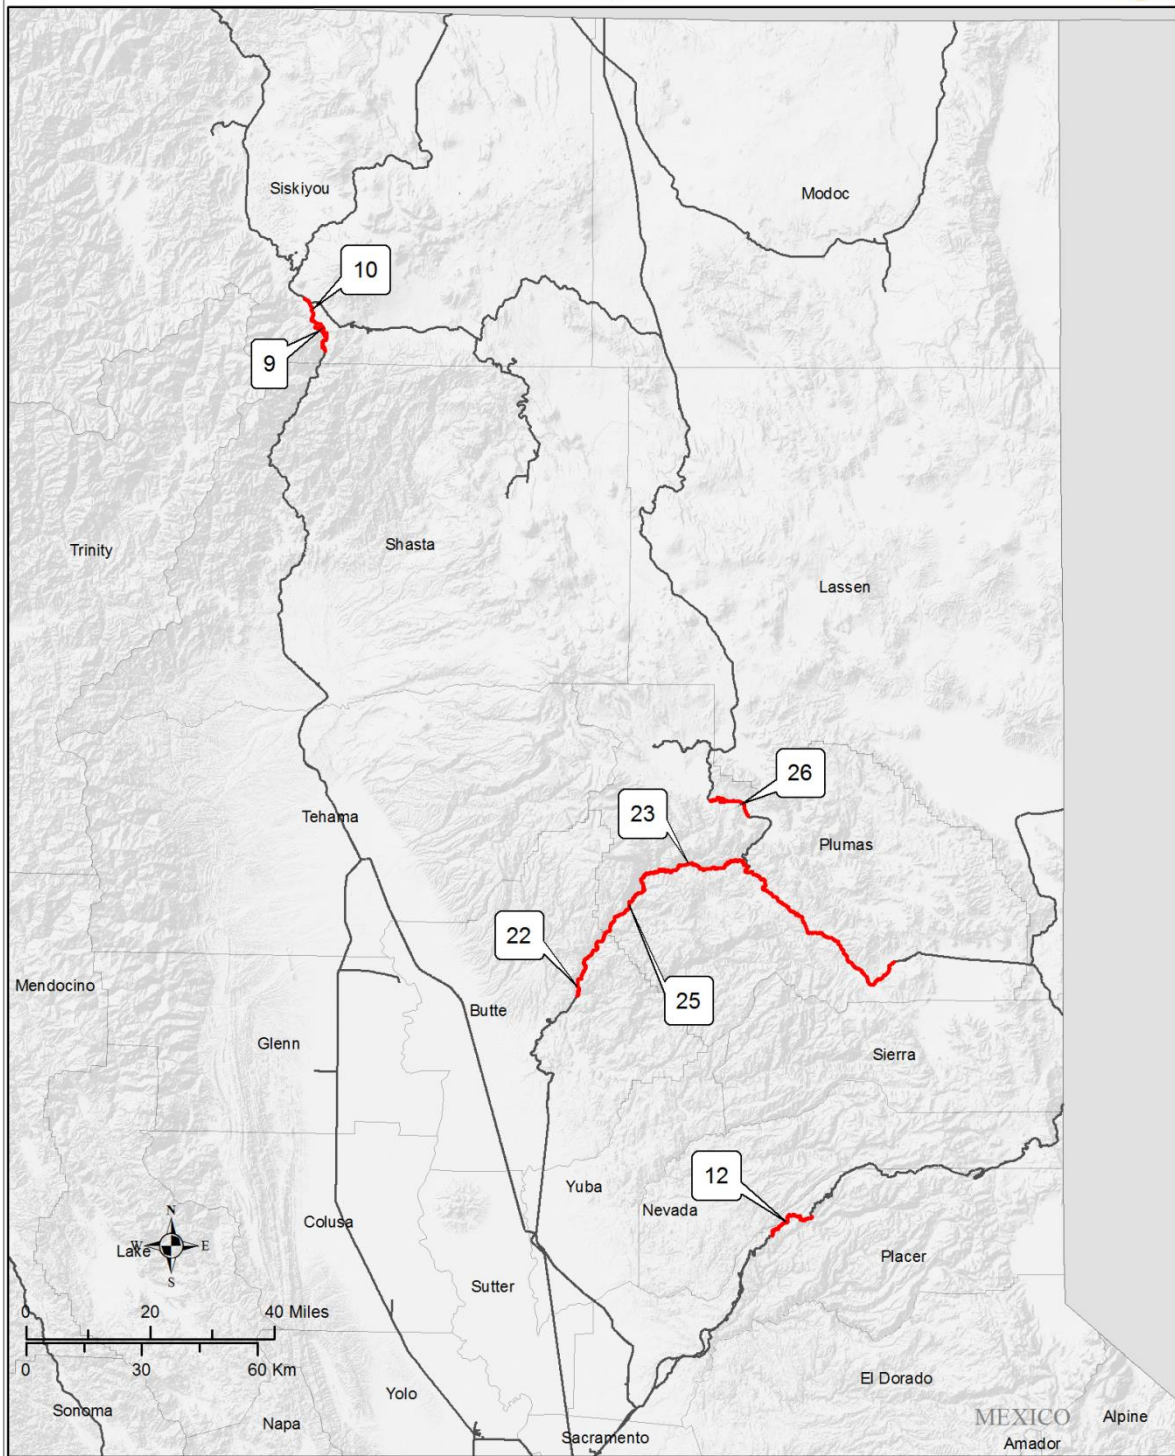 Siskiyou
Modoc
10
9
Trinity
Shasta
Lassen
26
23
Tehama
Plumas
22
25
Mendocino
Butte
Glenn
Sierra
12
Yuba
Nevada
N
Colusa
W
E
Lake
Placer
S
Sutter
0 20 40 Miles
0 30 60 Km
El Dorado
Yolo
Sonoma
Napa
MEXICO
Alpine
Sacramento
Amador